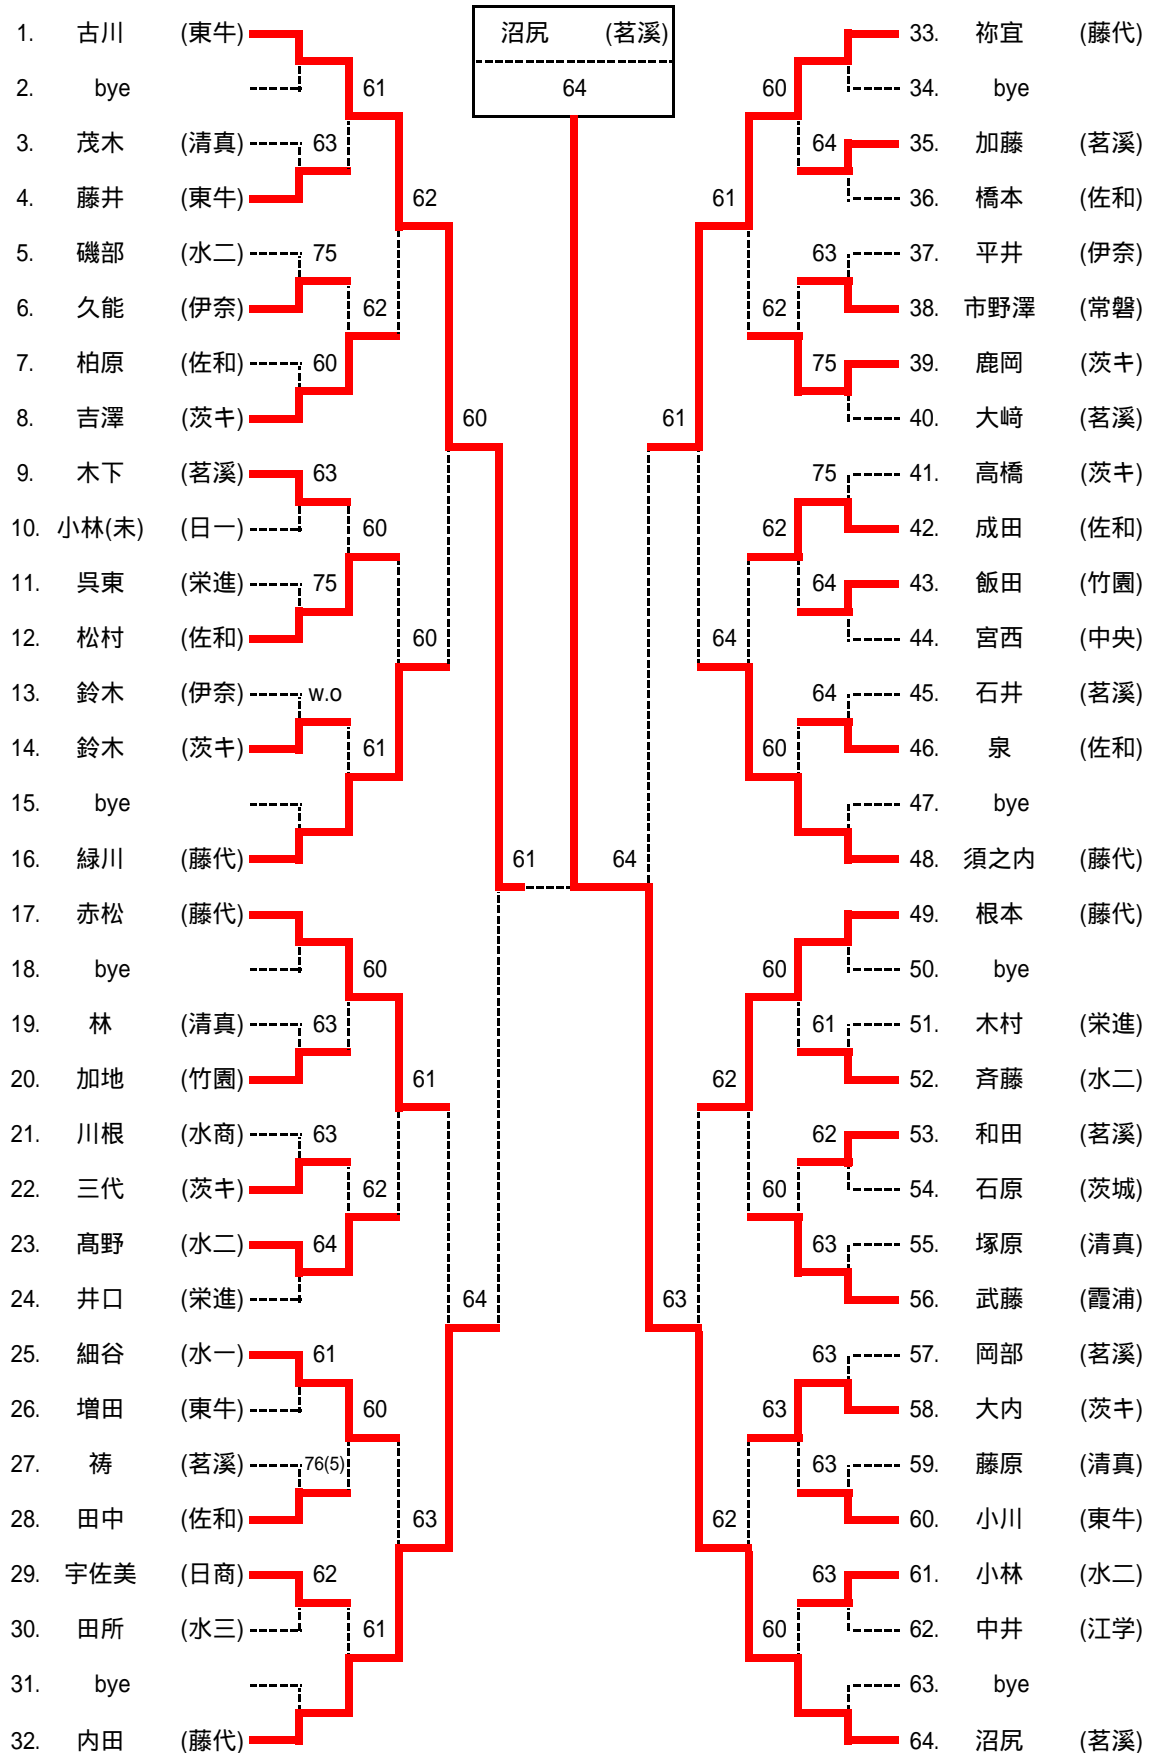 沼尻 (茗溪)
64
1. 古川 (東牛)
2. bye
61
3. 茂木 (清真) 63
4. 藤井 (東牛)
62
5. 磯部 (水二) 75
6. 久能 (伊奈)
62
7. 柏原 (佐和) 60
8. 吉澤 (茨キ)
60
9. 木下 (茗溪) 63
10. 小林(未) (日一)
60
11. 呉東 (栄進) 75
12. 松村 (佐和)
60
13. 鈴木 (伊奈) w.o
14. 鈴木 (茨キ)
61
15. bye
16. 緑川 (藤代)
61
17. 赤松 (藤代)
18. bye
60
19. 林 (清真) 63
20. 加地 (竹園)
61
21. 川根 (水商) 63
22. 三代 (茨キ)
62
23. 髙野 (水二) 64
24. 井口 (栄進)
64
25. 細谷 (水一) 61
26. 増田 (東牛)
60
27. 祷 (茗溪) 76(5)
28. 田中 (佐和)
63
29. 宇佐美 (日商) 62
30. 田所 (水三)
61
31. bye
32. 内田 (藤代)
33. 祢宜 (藤代)
60
34. bye
64
35. 加藤 (茗溪)
61
36. 橋本 (佐和)
63
37. 平井 (伊奈)
62
38. 市野澤 (常磐)
75
39. 鹿岡 (茨キ)
61
40. 大﨑 (茗溪)
75
41. 高橋 (茨キ)
62
42. 成田 (佐和)
64
43. 飯田 (竹園)
64
44. 宮西 (中央)
64
45. 石井 (茗溪)
60
46. 泉 (佐和)
47. bye
64
48. 須之内 (藤代)
49. 根本 (藤代)
60
50. bye
61
51. 木村 (栄進)
62
52. 斉藤 (水二)
62
53. 和田 (茗溪)
60
54. 石原 (茨城)
63
55. 塚原 (清真)
63
56. 武藤 (霞浦)
63
57. 岡部 (茗溪)
63
58. 大内 (茨キ)
63
59. 藤原 (清真)
62
60. 小川 (東牛)
63
61. 小林 (水二)
60
62. 中井 (江学)
63. bye
64. 沼尻 (茗溪)